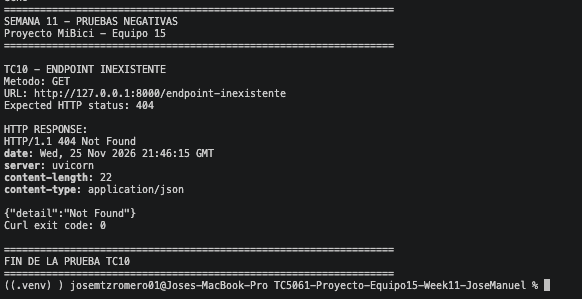 ============================================================
SEMANA 11 - PRUEBAS NEGATIVAS
Proyecto MiBici - Equipo 15
============================================================
TC10 - ENDPOINT INEXISTENTE
Metodo: GET
URL: http://127.0.0.1:8000/endpoint-inexistente
Expected HTTP status: 404
HTTP RESPONSE:
HTTP/1.1 404 Not Found
date: Wed, 25 Nov 2026 21:46:15 GMT
server: uvicorn
content-length: 22
content-type: application/json
{"detail":"Not Found"}
Curl exit code: 0
============================================================
FIN DE LA PRUEBA TC10
============================================================
((.venv) ) josemtzromero01@Joses-MacBook-Pro TC5061-Proyecto-Equipo15-Week11-JoseManuel %